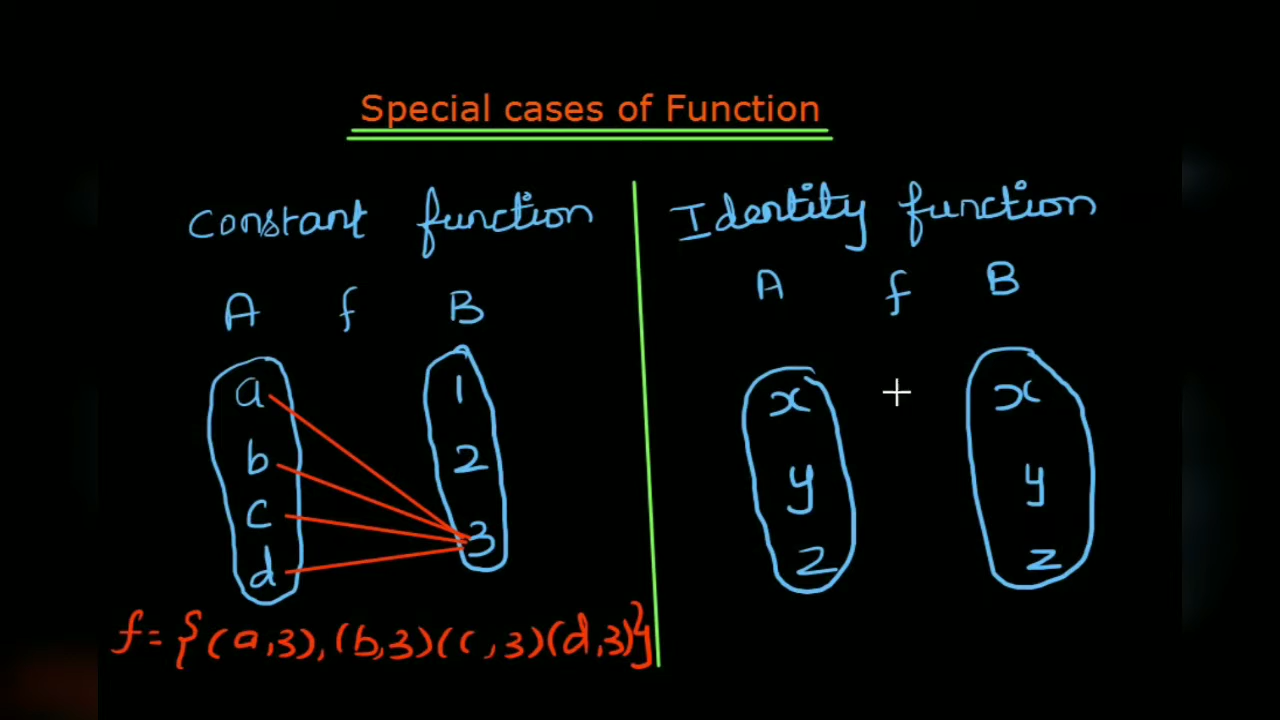 Special cases of Function
constant function
A f B
a 1
b 2
c 3
d
f = {(a,3),(b,3)(c,3)(d,3)}
Identity function
A f B
x x
y y
z z